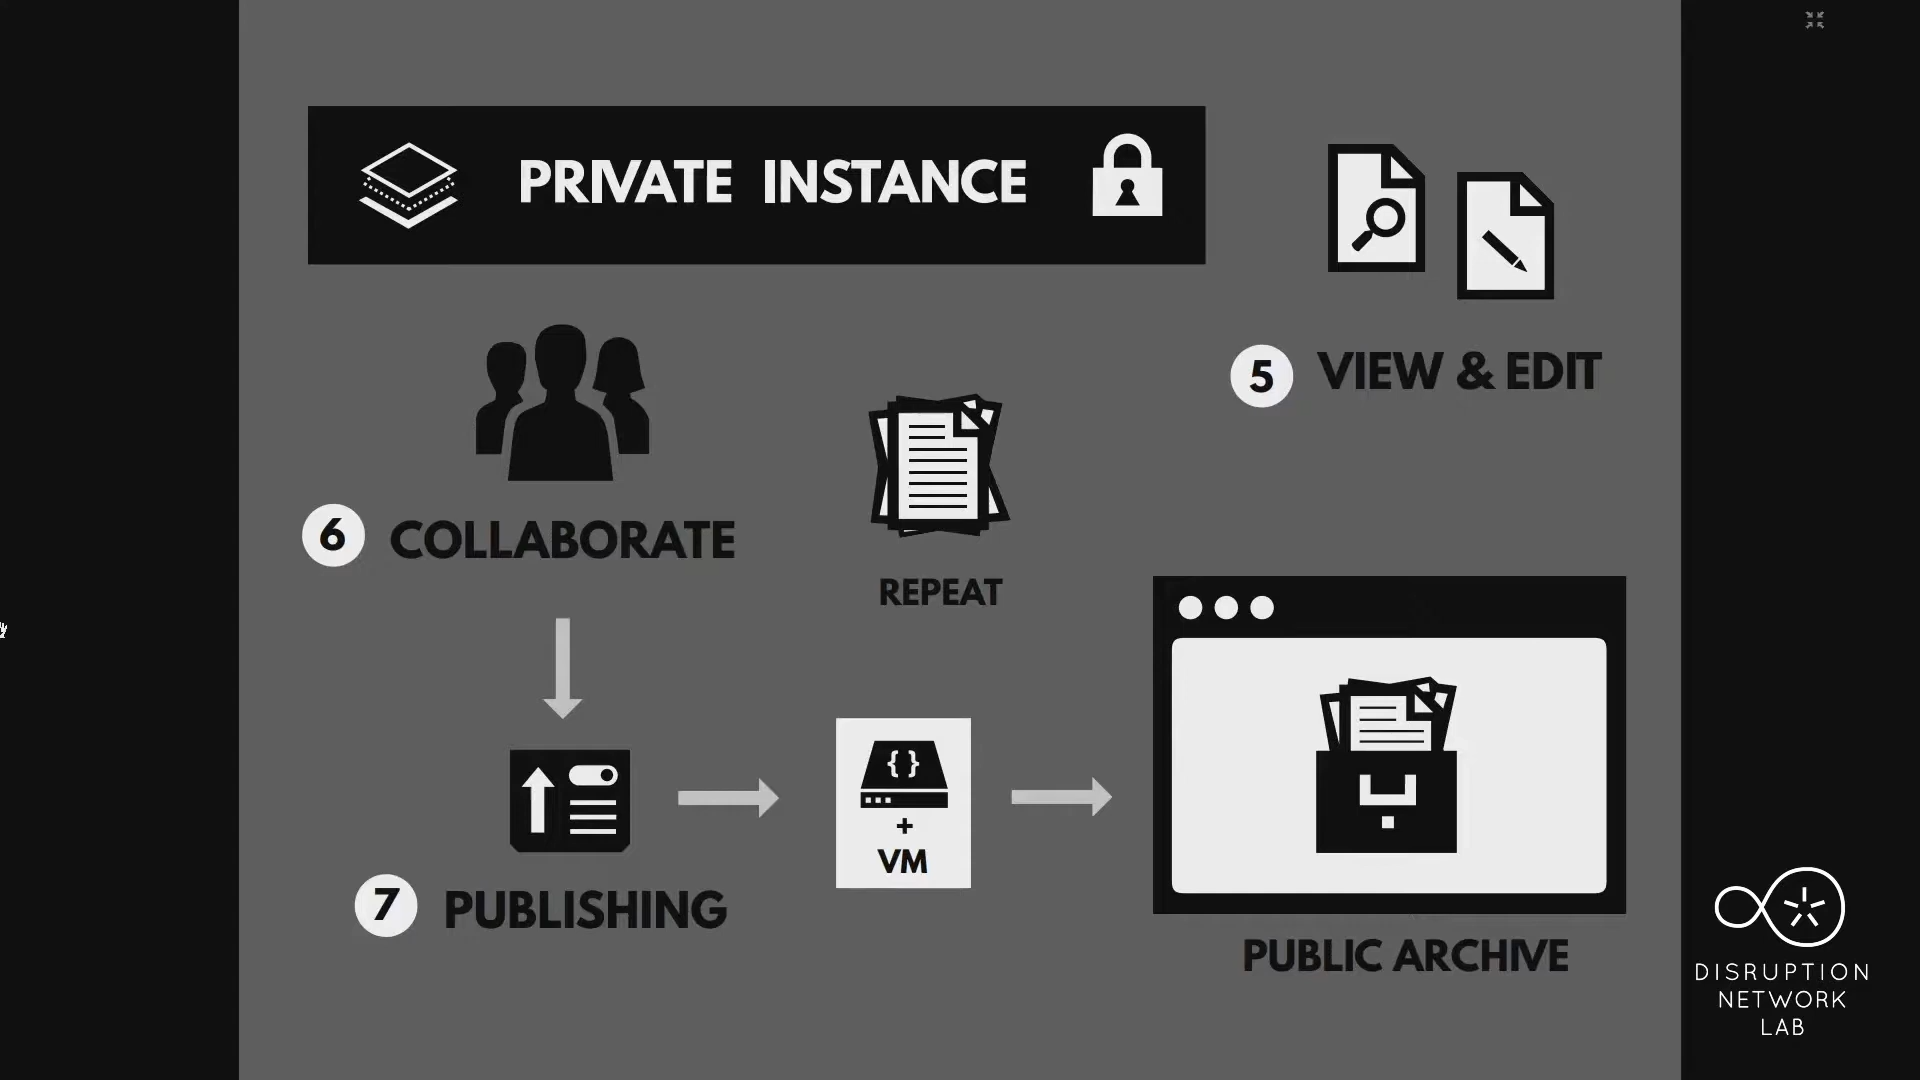 PRIVATE INSTANCE
5 VIEW & EDIT
6 COLLABORATE
REPEAT
{ }
+
VM
7 PUBLISHING
PUBLIC ARCHIVE
DISRUPTION
NETWORK
LAB